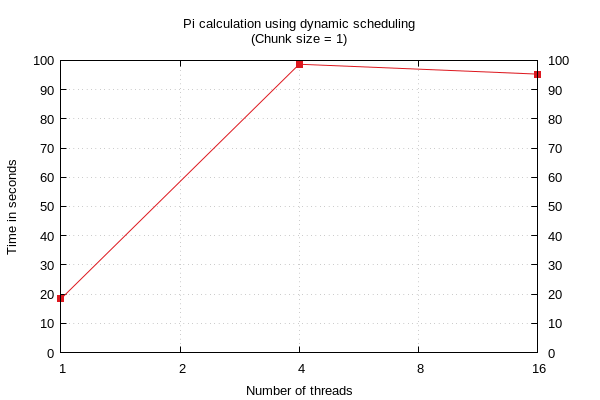 Pi calculation using dynamic scheduling
(Chunk size = 1)
100 100
90 90
80 80
70 70
60 60
50 50
40 40
30 30
20 20
10 10
0 0
Time in seconds
1 2 4 8 16
Number of threads